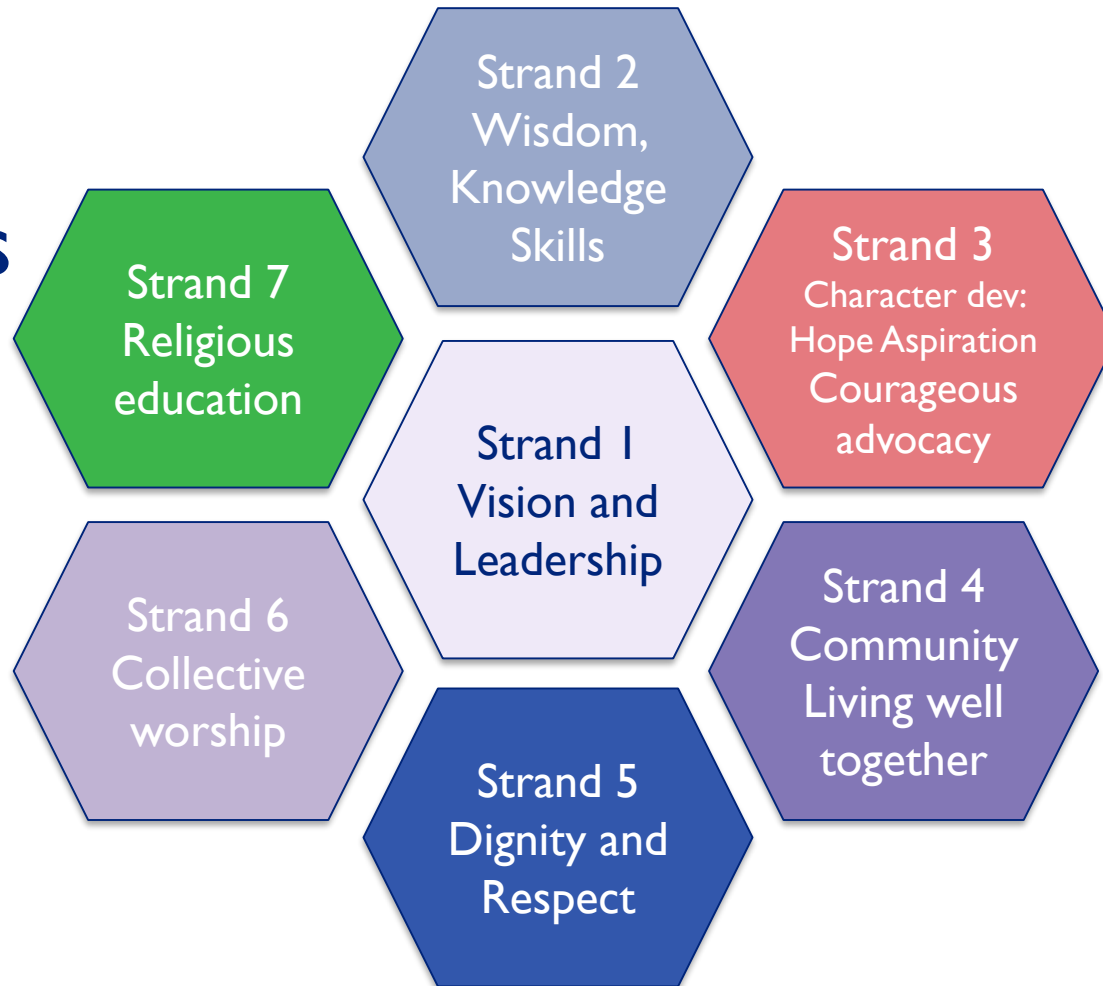 s
Strand 2
Wisdom,
Knowledge
Skills
Strand 3
Character dev:
Hope Aspiration
Courageous
advocacy
Strand 7
Religious
education
Strand 1
Vision and
Leadership
Strand 4
Community
Living well
together
Strand 6
Collective
worship
Strand 5
Dignity and
Respect